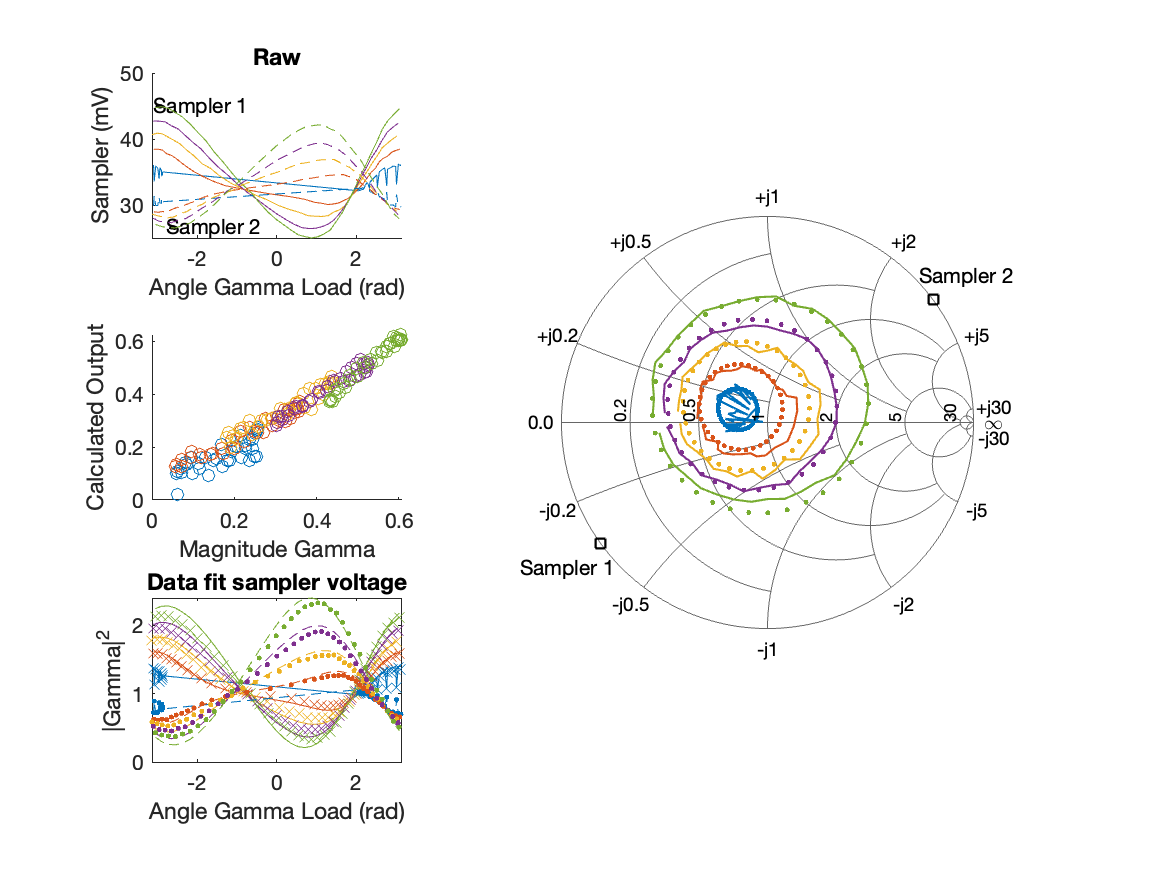 Raw
50
40
30
Sampler (mV)
Sampler 1
Sampler 2
-2
0
2
Angle Gamma Load (rad)
0.6
0.4
0.2
0
Calculated Output
0
0.2
0.4
0.6
Magnitude Gamma
Data fit sampler voltage
2
1
0
|Gamma|²
-2
0
2
Angle Gamma Load (rad)
+j1
+j0.5
+j2
Sampler 2
+j0.2
+j5
0.0
0.2
0.5
1
2
5
30
+j30
∞
-j30
-j0.2
-j5
Sampler 1
-j0.5
-j2
-j1